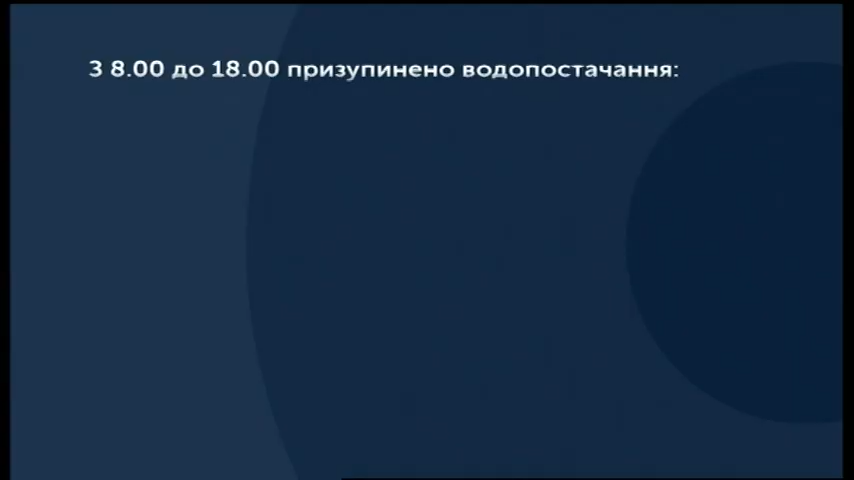 З 8.00 до 18.00 призупинено водопостачання: